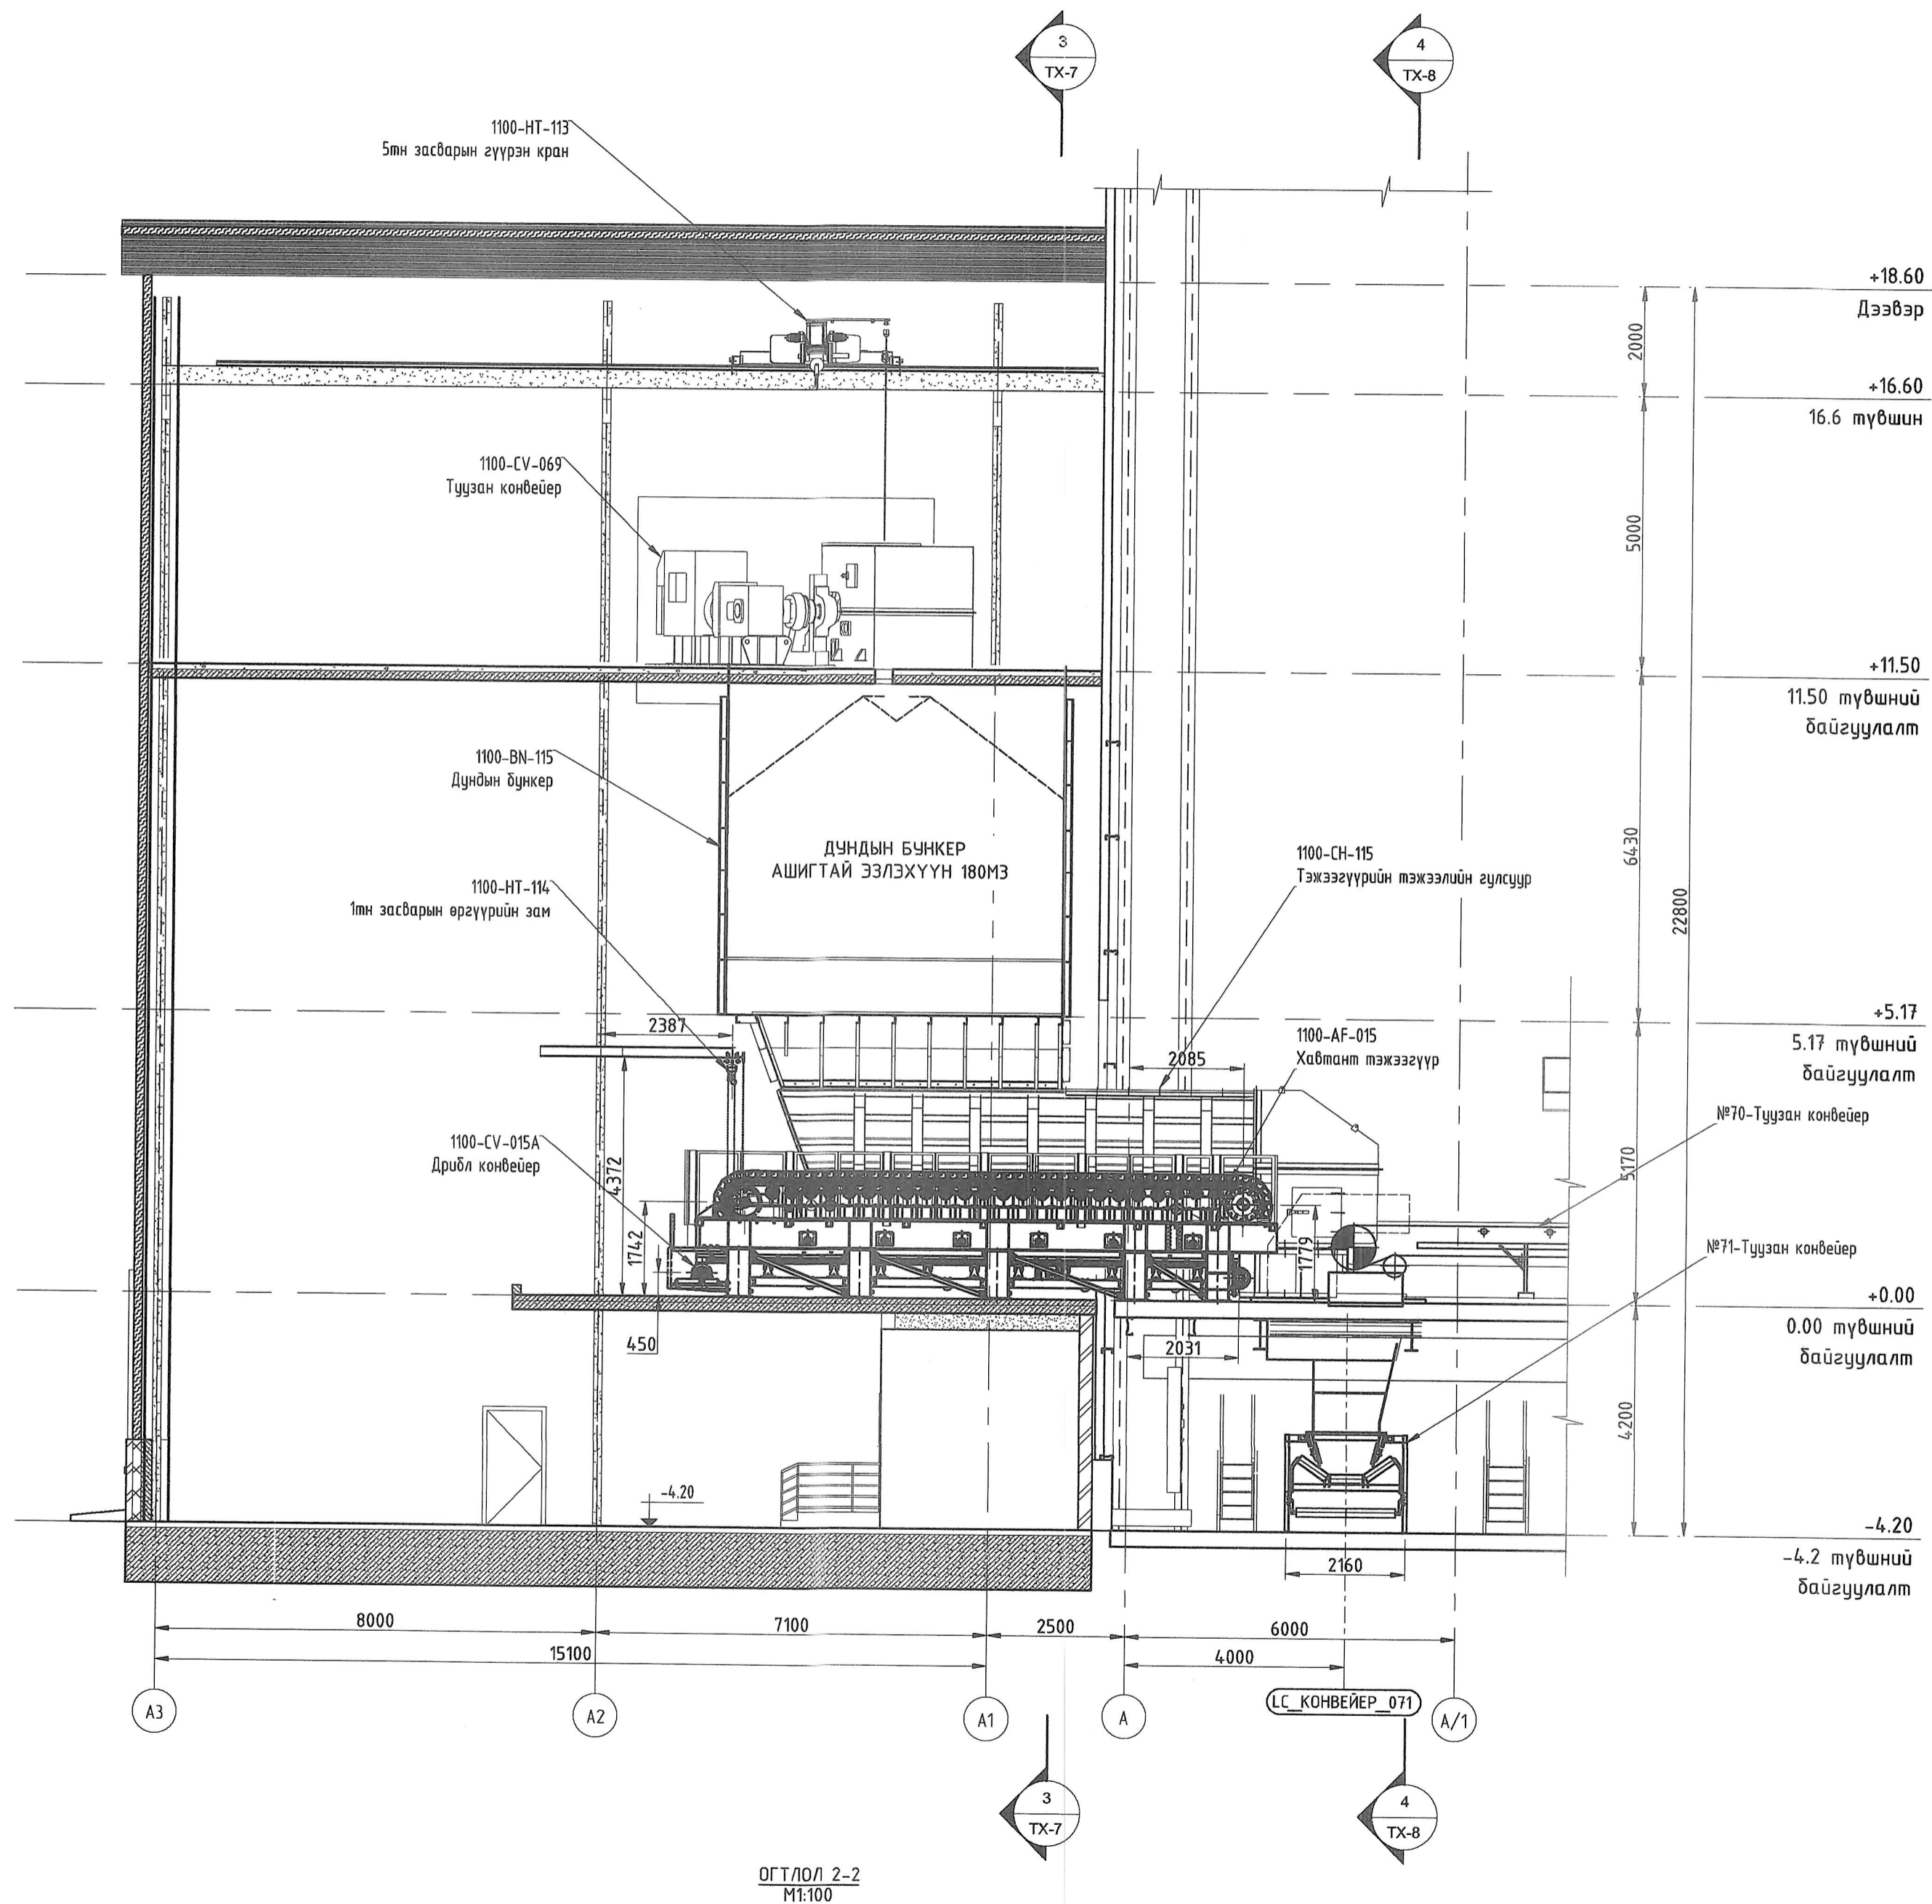 3
TX-7
4
TX-8
1100-HT-113
5тн засварын гүүрэн кран
+18.60
Дээвэр
2000
+16.60
16.6 түвшин
1100-CV-069
Туузан конвейер
5000
+11.50
11.50 түвшний
байгуулалт
1100-BN-115
Дундын бункер
ДУНДЫН БУНКЕР
АШИГТАЙ ЭЗЛЭХҮҮН 180М3
6430
22800
1100-CH-115
Тэжээгүүрийн тэжээлийн гулсуур
1100-HT-114
1тн засварын өргүүрийн зам
+5.17
5.17 түвшний
байгуулалт
2387
2085
1100-AF-015
Хавтант тэжээгүүр
№70-Туузан конвейер
1100-CV-015A
Дрибл конвейер
4372
5170
1742
1779
№71-Туузан конвейер
+0.00
0.00 түвшний
байгуулалт
450
2031
4200
-4.20
-4.20
-4.2 түвшний
байгуулалт
2160
8000
7100
2500
6000
15100
4000
A3
A2
A1
A
LC_КОНВЕЙЕР_071
A/1
3
TX-7
4
TX-8
ОГТЛОЛ 2-2
М1:100